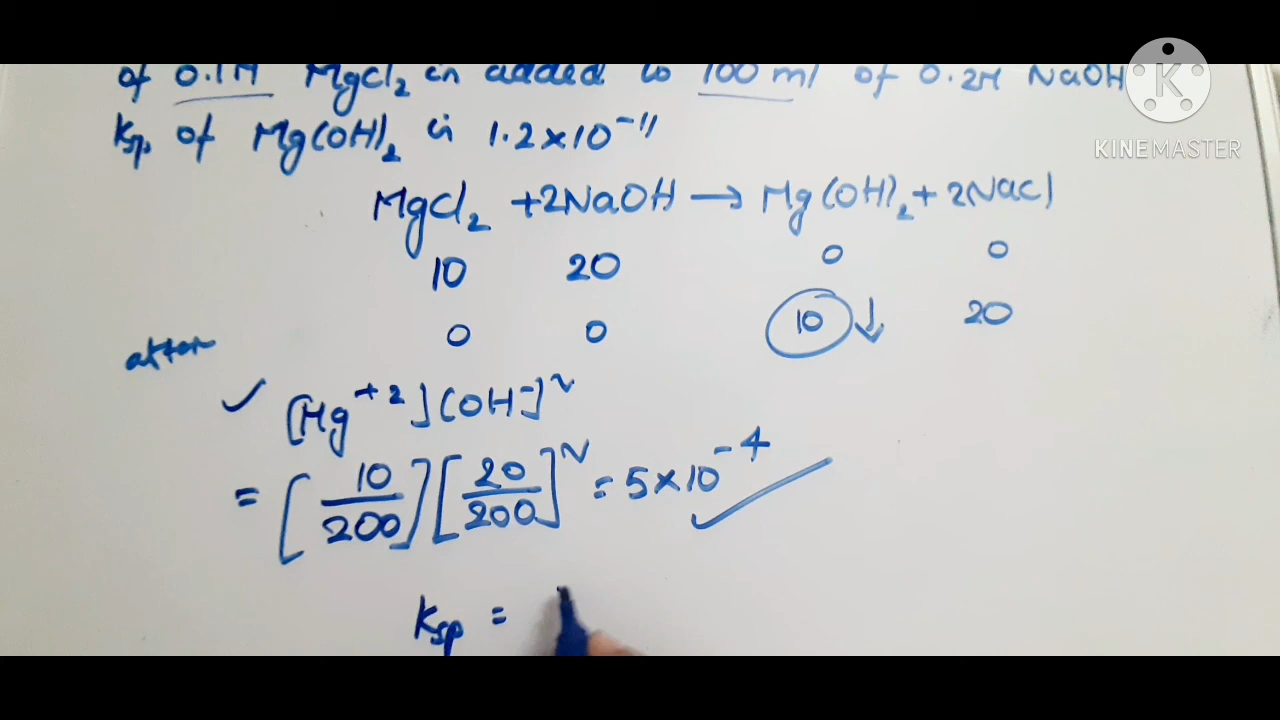 of 0.1M MgCl₂ is added to 100 ml of 0.2M NaOH
Ksp of Mg(OH)₂ is 1.2×10⁻¹¹
MgCl₂ + 2NaOH → Mg(OH)₂ + 2NaCl
10 20 0 0
0 0 10 ↓ 20
after
✓ [Mg⁺²][OH⁻]²
= [10/200][20/200]² = 5×10⁻⁴
Ksp =
K
KINEMASTER